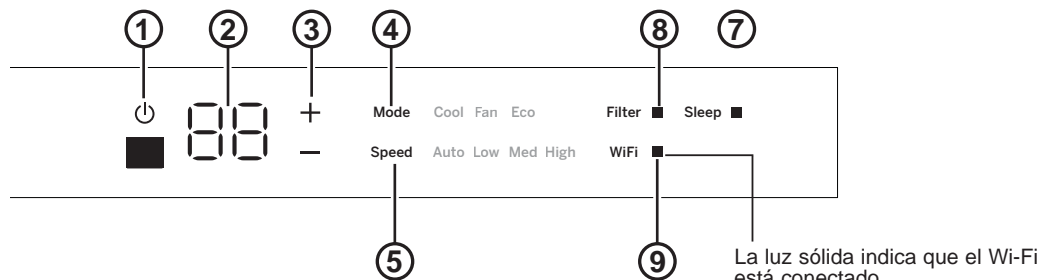 1 2 3 4 8 7
88 + Mode Cool Fan Eco Filter Sleep
− Speed Auto Low Med High WiFi
5 9
La luz sólida indica que el Wi-Fi
está conectado